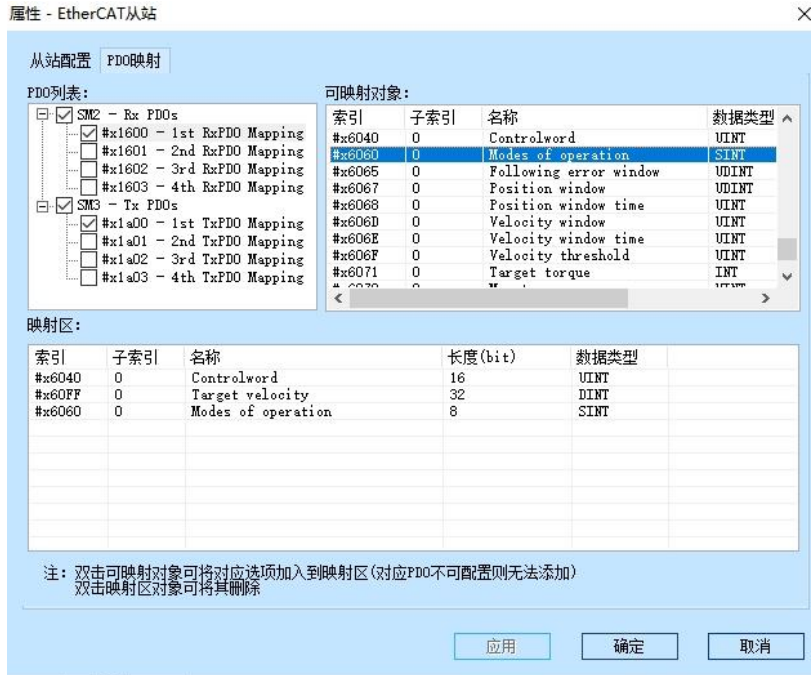 属性 - EtherCAT从站
从站配置 PDO映射
PDO列表:
SM2 - Rx PDOs
#x1600 - 1st RxPDO Mapping
#x1601 - 2nd RxPDO Mapping
#x1602 - 3rd RxPDO Mapping
#x1603 - 4th RxPDO Mapping
SM3 - Tx PDOs
#x1a00 - 1st TxPDO Mapping
#x1a01 - 2nd TxPDO Mapping
#x1a02 - 3rd TxPDO Mapping
#x1a03 - 4th TxPDO Mapping
可映射对象:
索引 子索引 名称 数据类型
#x6040 0 Controlword UINT
#x6060 0 Modes of operation SINT
#x6065 0 Following error window UDINT
#x6067 0 Position window UDINT
#x6068 0 Position window time UINT
#x606D 0 Velocity window UINT
#x606E 0 Velocity window time UINT
#x606F 0 Velocity threshold UINT
#x6071 0 Target torque INT
映射区:
索引 子索引 名称 长度(bit) 数据类型
#x6040 0 Controlword 16 UINT
#x60FF 0 Target velocity 32 DINT
#x6060 0 Modes of operation 8 SINT
注: 双击可映射对象可将对应选项加入到映射区(对应PDO不可配置则无法添加)
双击映射区对象可将其删除
应用 确定 取消